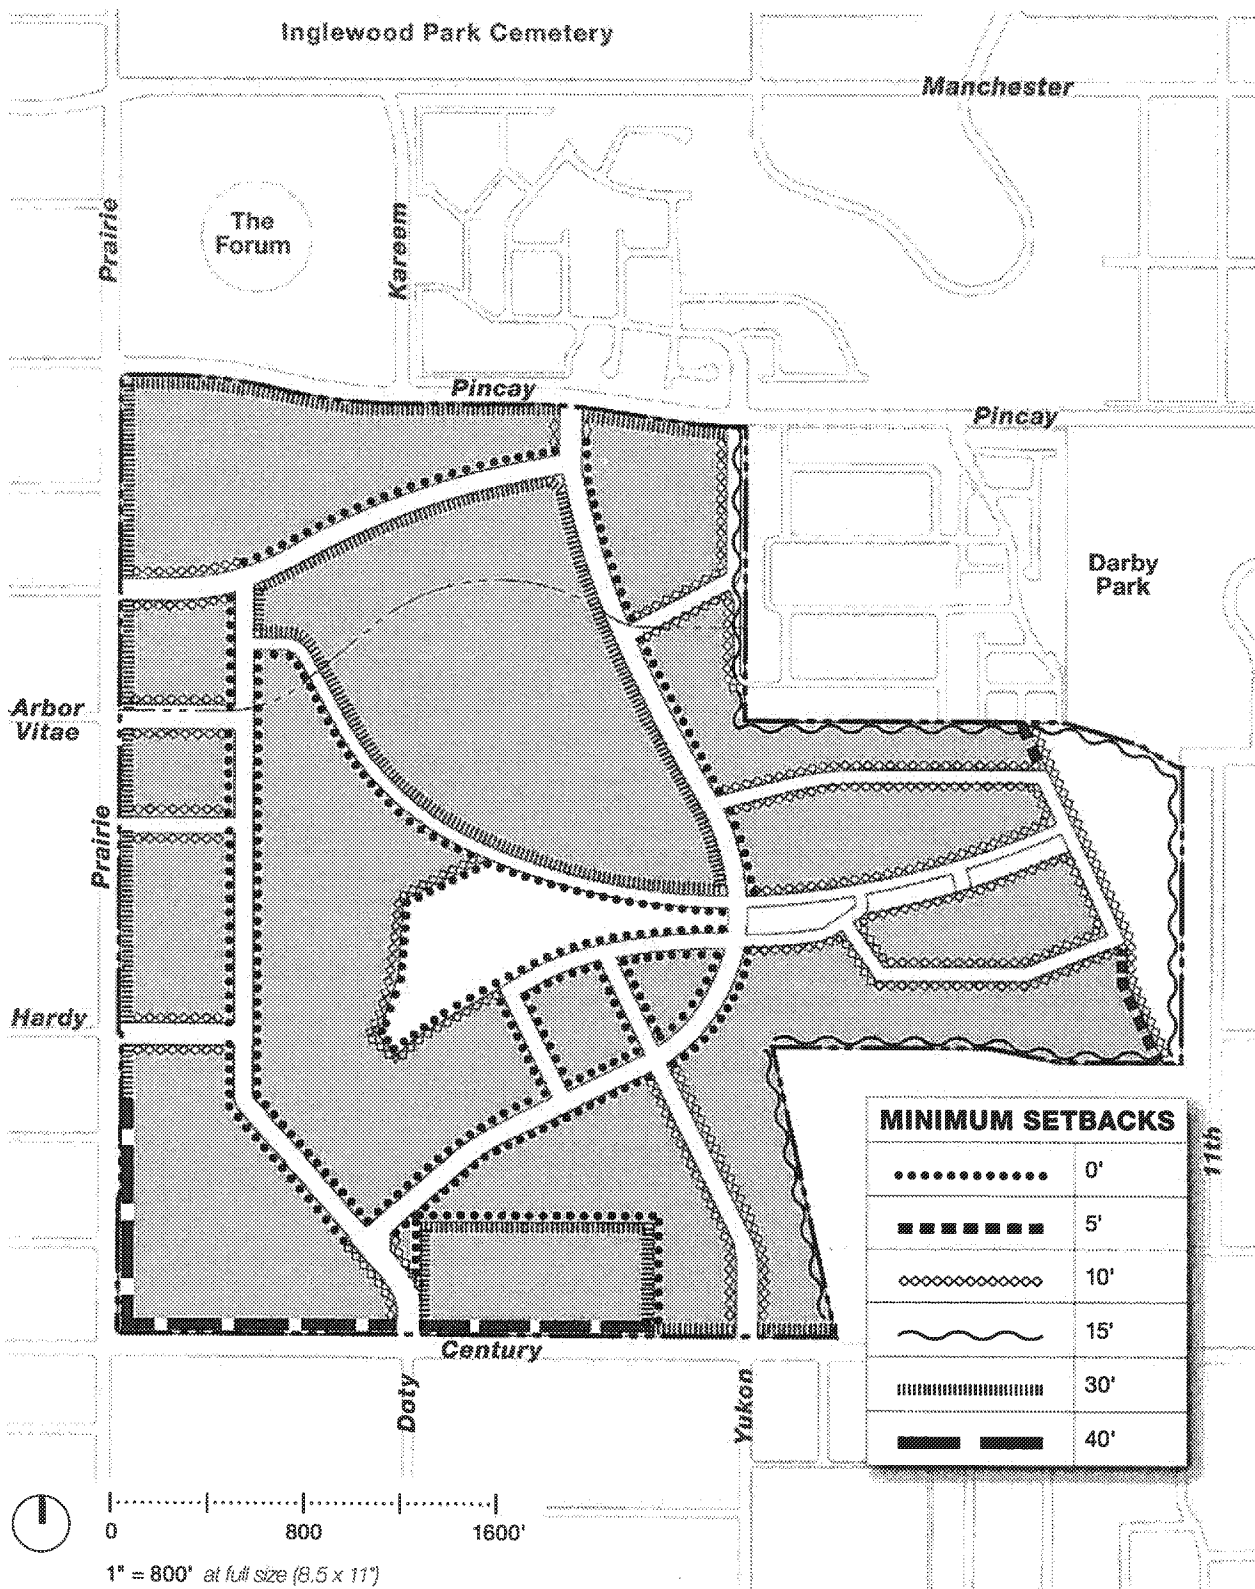 Inglewood Park Cemetery
Manchester
Prairie
The
Forum
Kareem
Pincay
Pincay
Darby
Park
Arbor
Vitae
Prairie
Hardy
MINIMUM SETBACKS
0'
5'
10'
15'
30'
40'
11th
Century
Doty
Yukon
0 800 1600'
1" = 800' at full size (8.5 x 11")